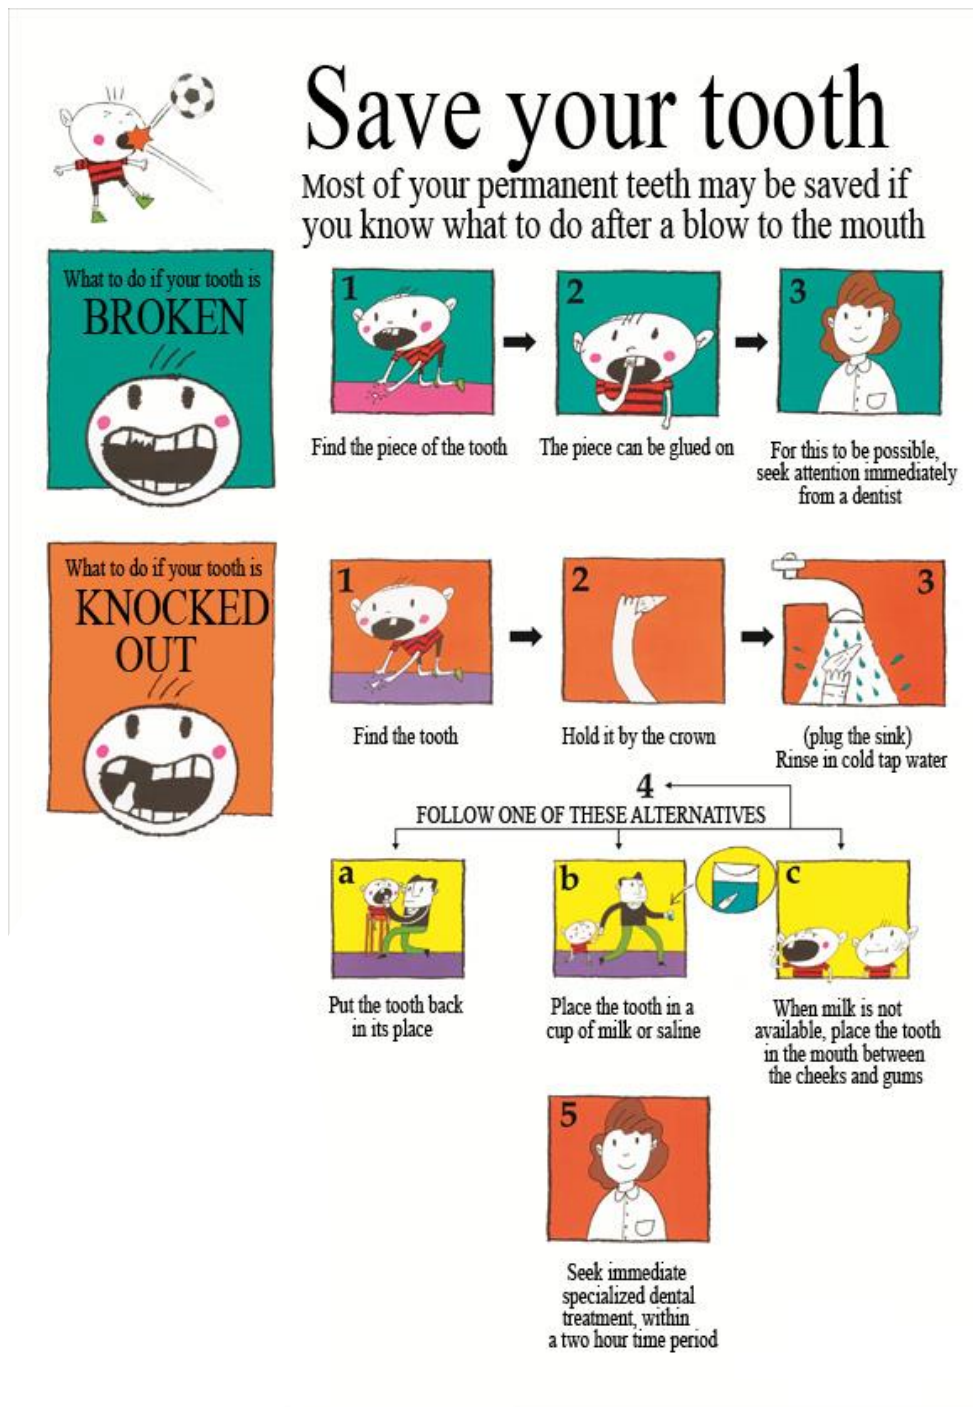 Save your tooth
Most of your permanent teeth may be saved if
you know what to do after a blow to the mouth
What to do if your tooth is
BROKEN
1
Find the piece of the tooth
2
The piece can be glued on
3
For this to be possible,
seek attention immediately
from a dentist
What to do if your tooth is
KNOCKED
OUT
1
Find the tooth
2
Hold it by the crown
3
(plug the sink)
Rinse in cold tap water
4
FOLLOW ONE OF THESE ALTERNATIVES
a
Put the tooth back
in its place
b
Place the tooth in a
cup of milk or saline
c
When milk is not
available, place the tooth
in the mouth between
the cheeks and gums
5
Seek immediate
specialized dental
treatment, within
a two hour time period